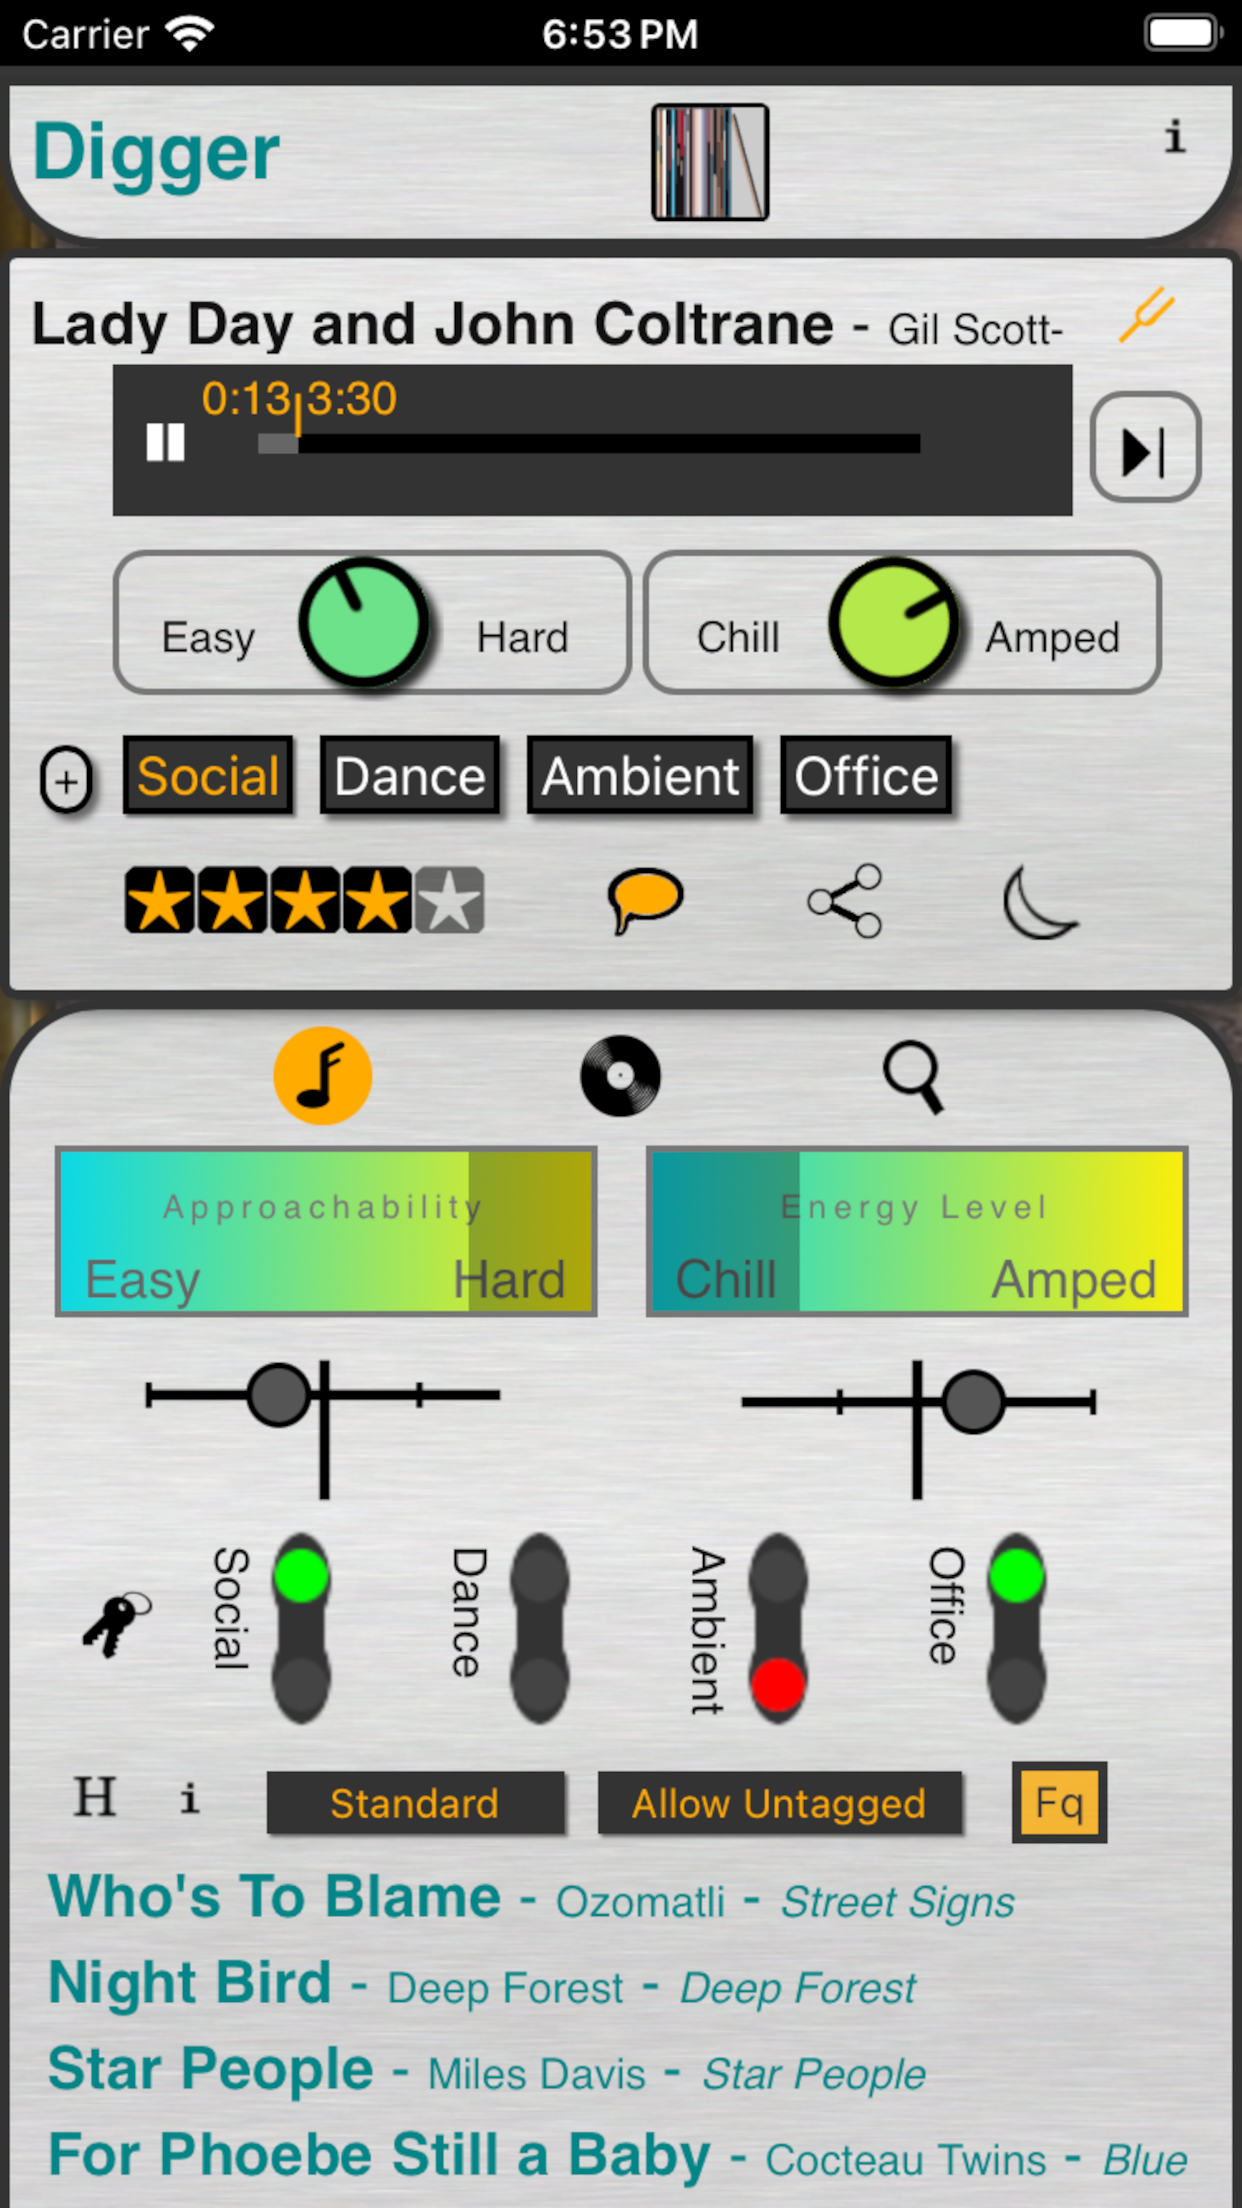 Carrier 6:53 PM
Digger i
Lady Day and John Coltrane - Gil Scott-
0:13 3:30
Easy Hard Chill Amped
+ Social Dance Ambient Office
Approachability Energy Level
Easy Hard Chill Amped
Social Dance Ambient Office
H i Standard Allow Untagged Fq
Who's To Blame - Ozomatli - Street Signs
Night Bird - Deep Forest - Deep Forest
Star People - Miles Davis - Star People
For Phoebe Still a Baby - Cocteau Twins - Blue